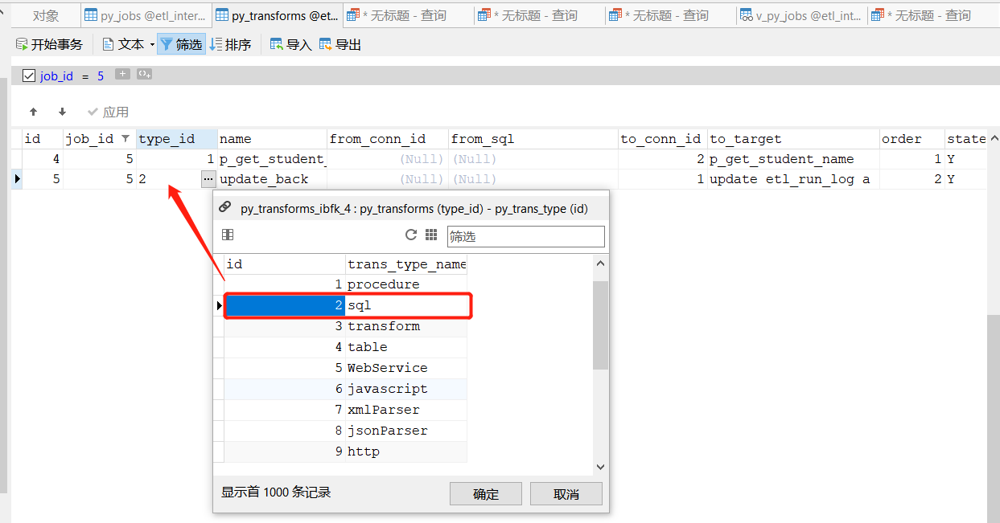 对象 py_jobs @etl_inter... py_transforms @et... * 无标题 - 查询 * 无标题 - 查询 * 无标题 - 查询 v_py_jobs @etl_int... * 无标题 - 查询
开始事务 文本 筛选 排序 导入 导出
job_id = 5
应用
id job_id type_id name from_conn_id from_sql to_conn_id to_target order state
4 5 1 p_get_student_ (Null) (Null) 2 p_get_student_name 1 Y
5 5 2 ... update_back (Null) (Null) 1 update etl_run_log a 2 Y
py_transforms_ibfk_4 : py_transforms (type_id) - py_trans_type (id)
筛选
id trans_type_name
1 procedure
2 sql
3 transform
4 table
5 WebService
6 javascript
7 xmlParser
8 jsonParser
9 http
显示首 1000 条记录 确定 取消